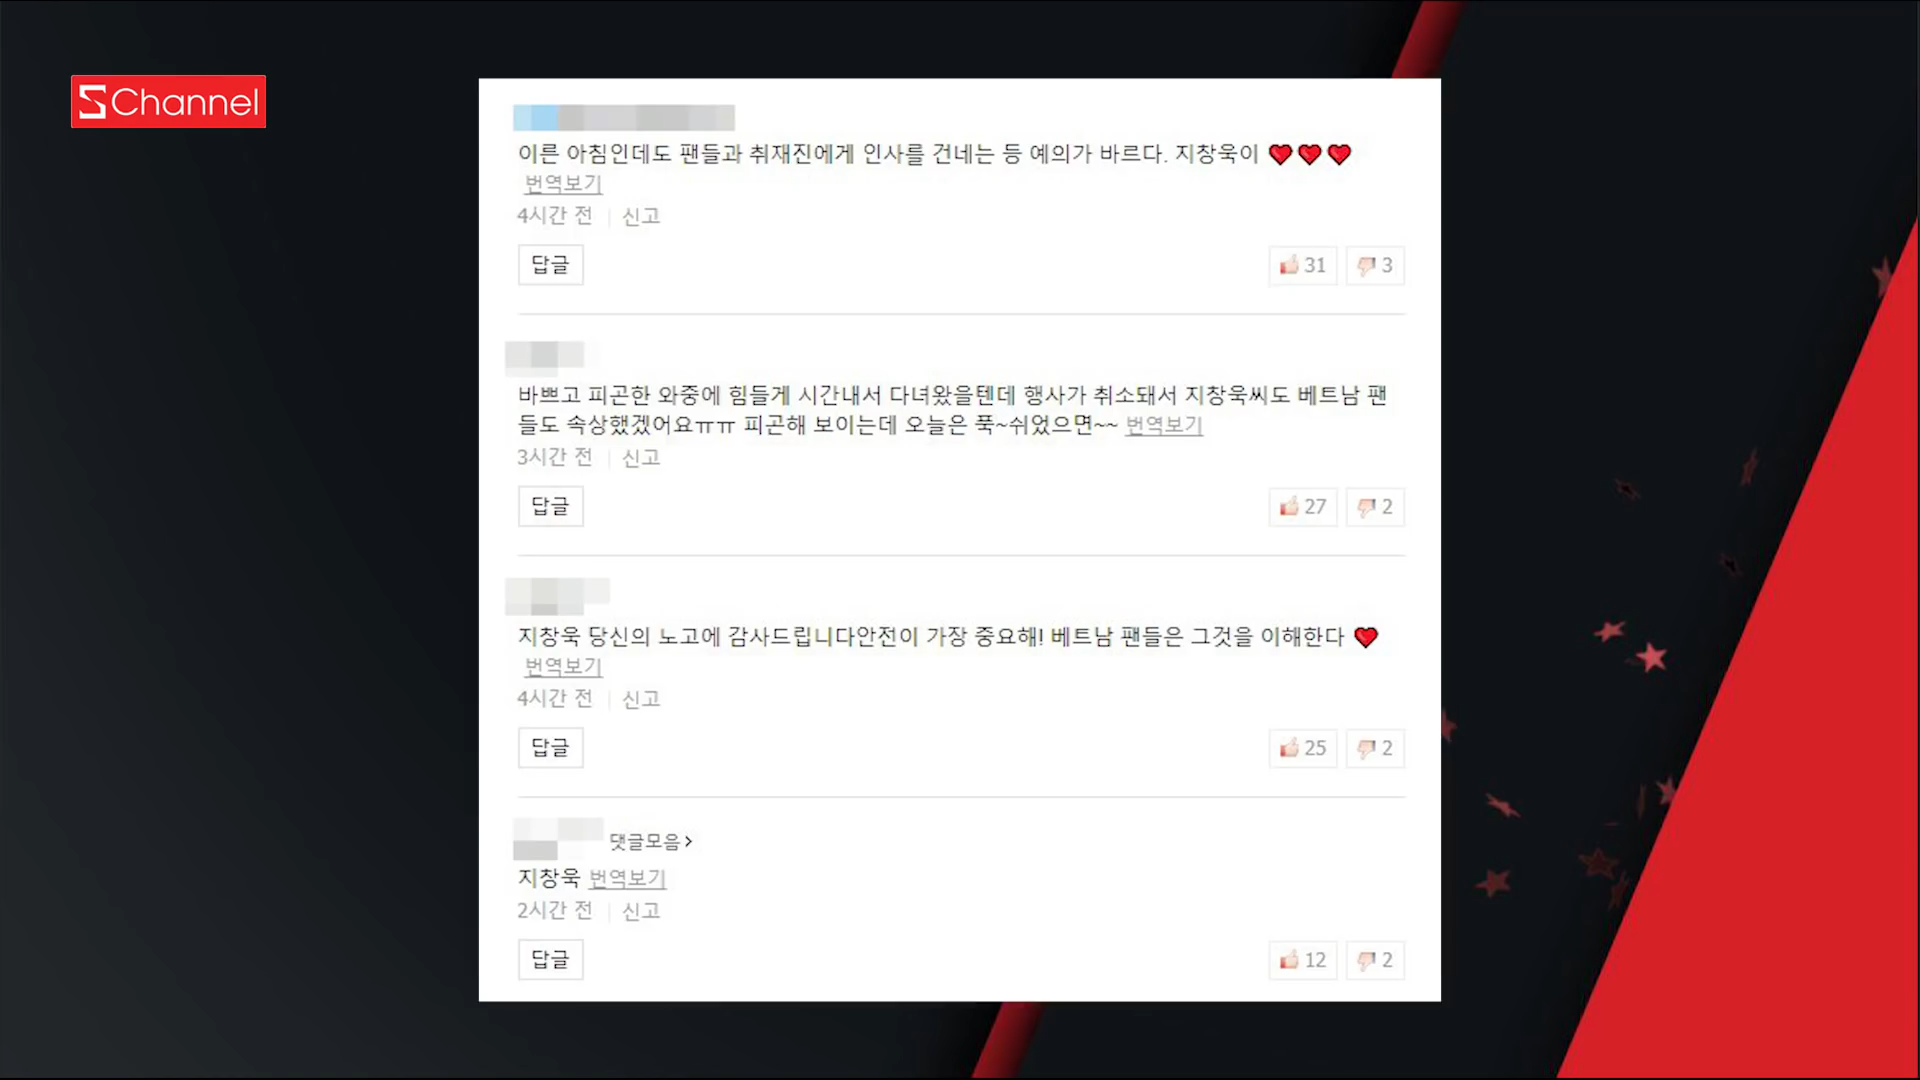 S Channel
이른 아침인데도 팬들과 취재진에게 인사를 건네는 등 예의가 바르다. 지창욱이 ❤❤❤
번역보기
4시간 전 | 신고
답글
31 3
바쁘고 피곤한 와중에 힘들게 시간내서 다녀왔을텐데 행사가 취소돼서 지창욱씨도 베트남 팬
들도 속상했겠어요ㅠㅠ 피곤해 보이는데 오늘은 푹~쉬었으면~~ 번역보기
3시간 전 | 신고
답글
27 2
지창욱 당신의 노고에 감사드립니다안전이 가장 중요해! 베트남 팬들은 그것을 이해한다 ❤
번역보기
4시간 전 | 신고
답글
25 2
댓글모음 >
지창욱 번역보기
2시간 전 | 신고
답글
12 2